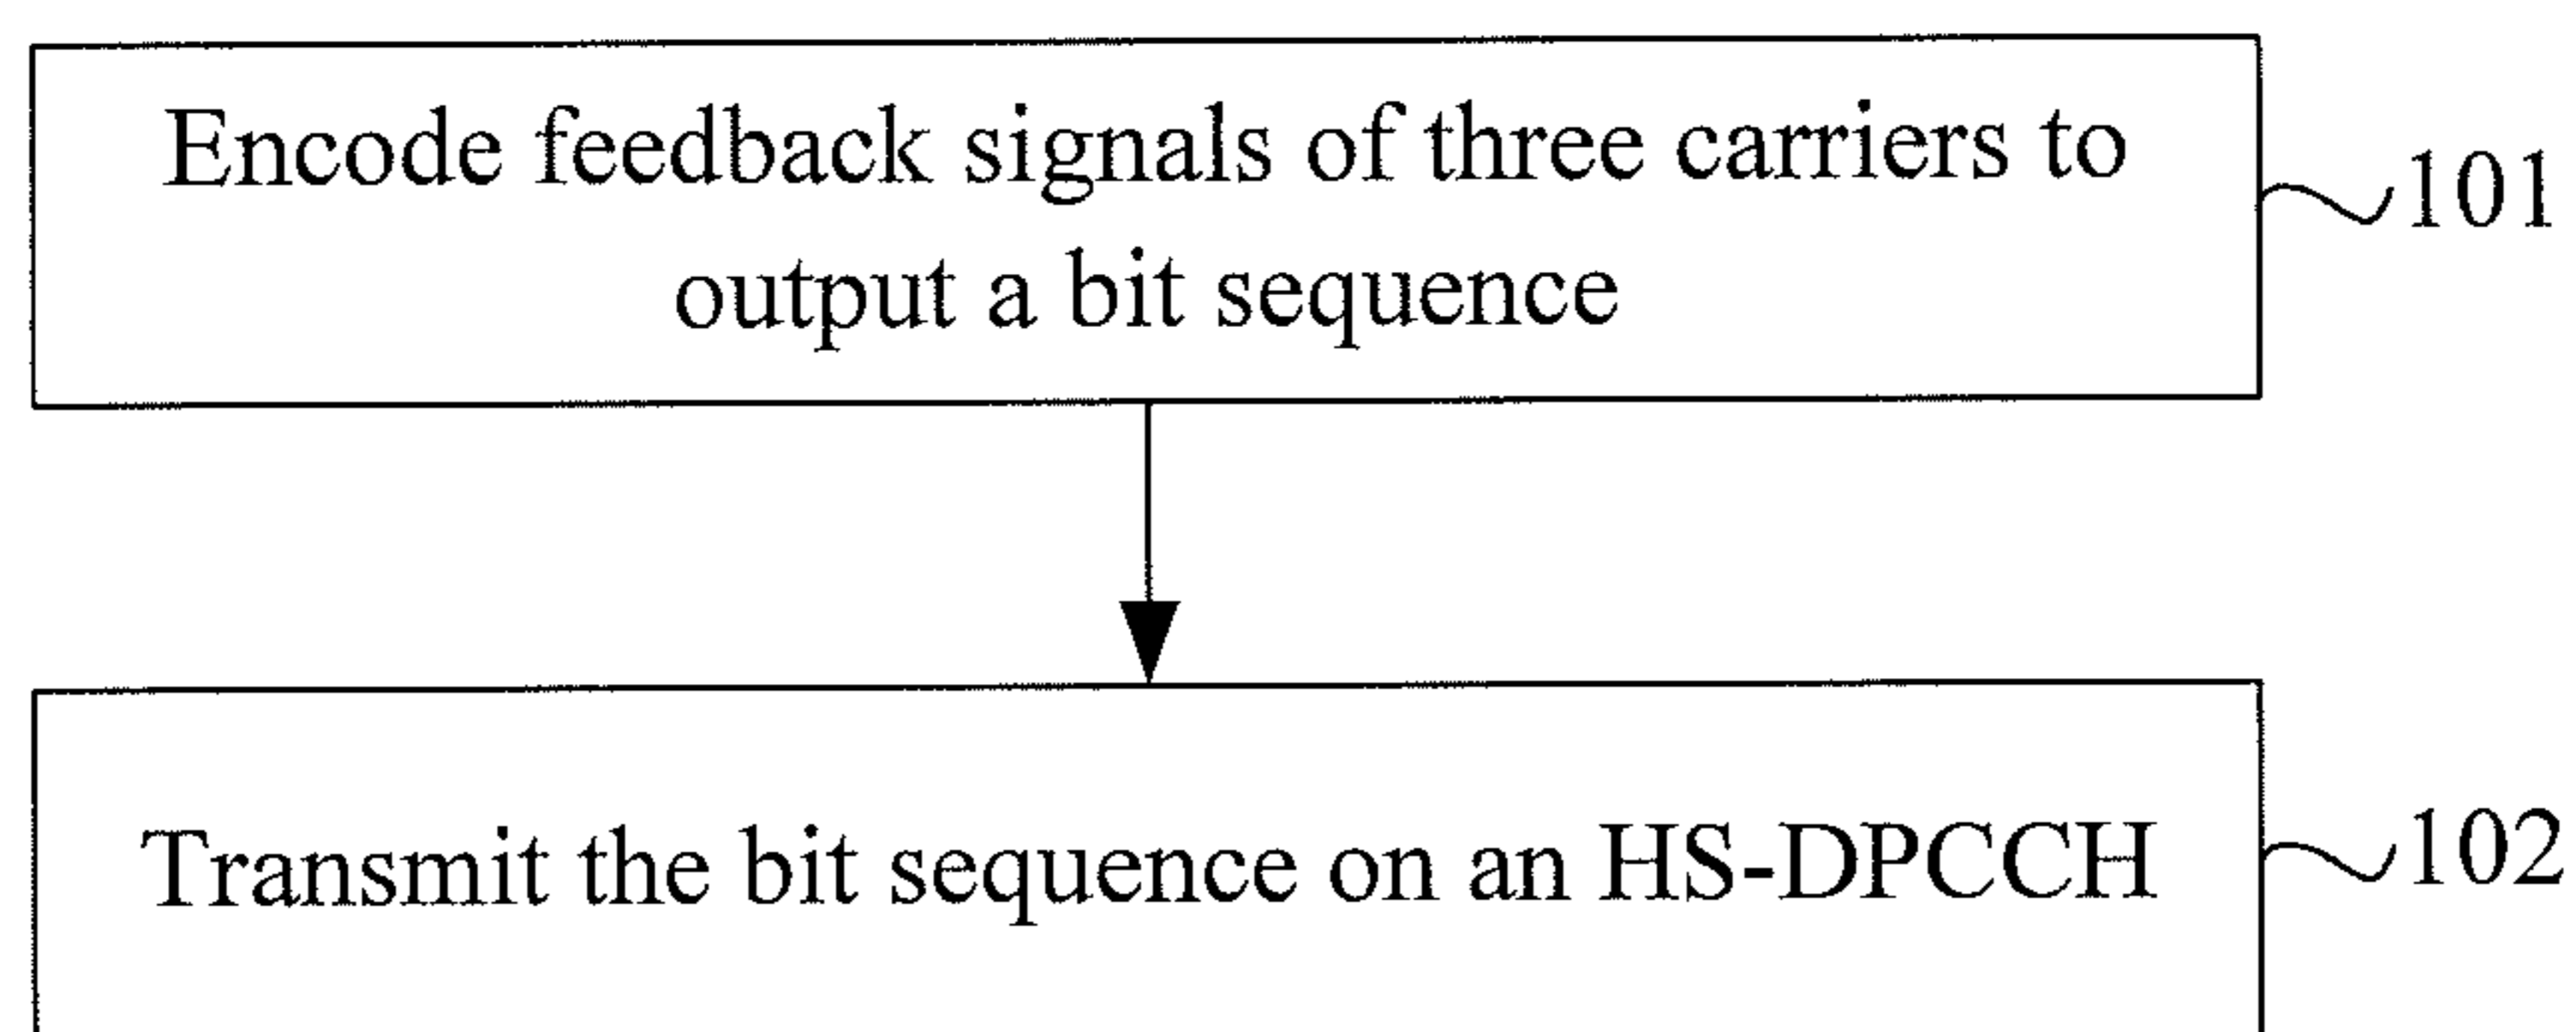 Encode feedback signals of three carriers to
output a bit sequence
101
Transmit the bit sequence on an HS-DPCCH
102